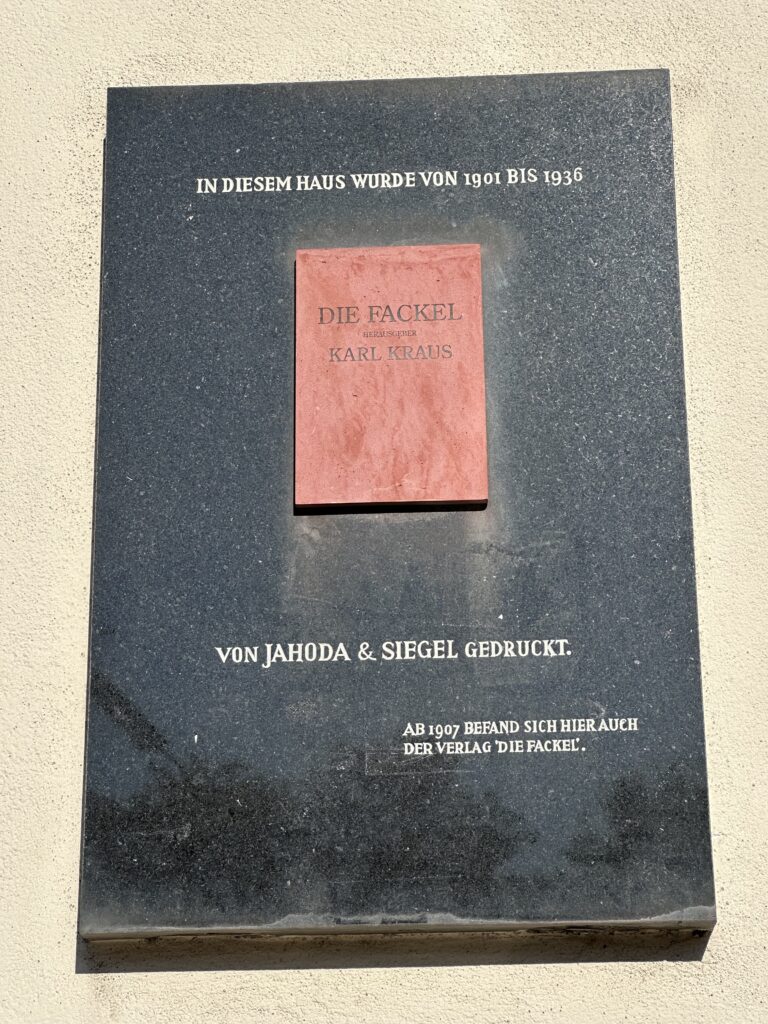 IN DIESEM HAUS WURDE VON 1901 BIS 1936
DIE FACKEL
HERAUSGEBER
KARL KRAUS
VON JAHODA & SIEGEL GEDRUCKT.
AB 1907 BEFAND SICH HIER AUCH
DER VERLAG 'DIE FACKEL'.